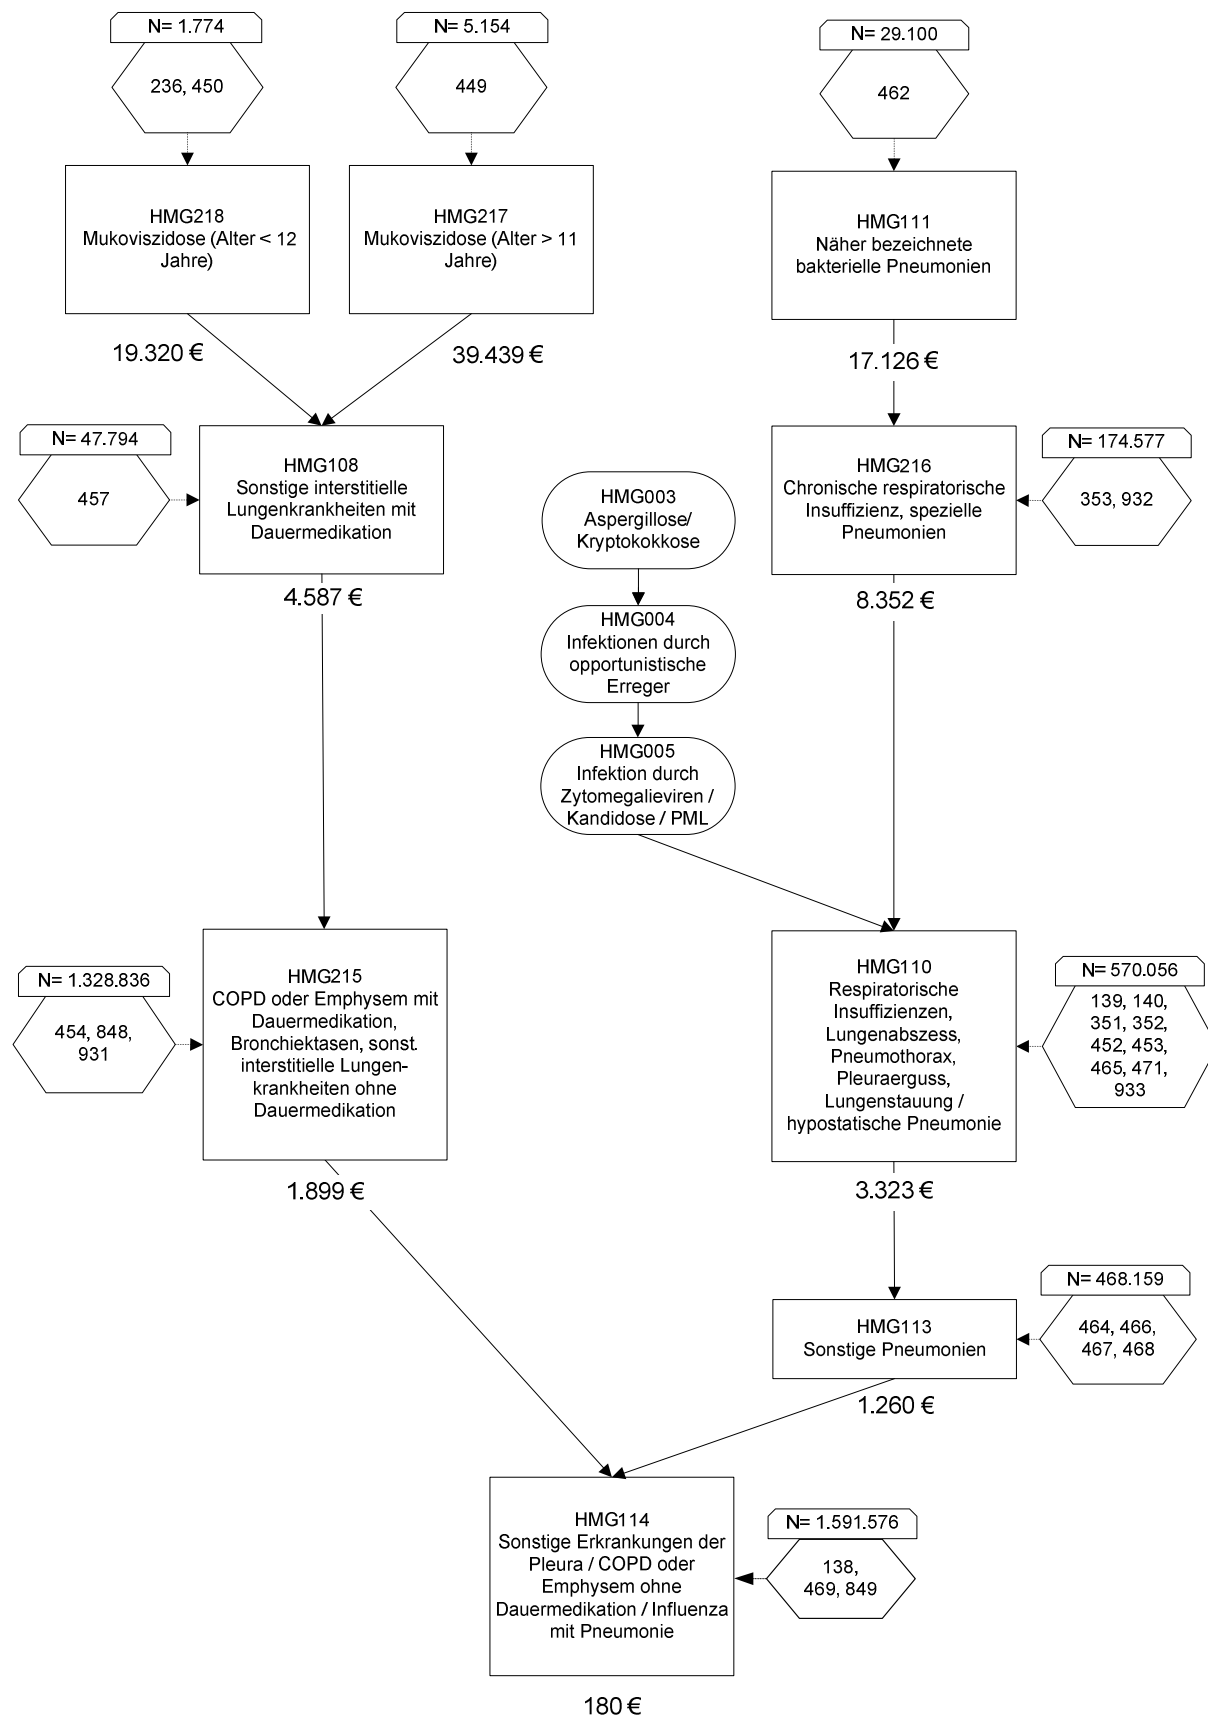 N= 1.774
236, 450
HMG218
Mukoviszidose (Alter < 12
Jahre)
19.320 €
N= 5.154
449
HMG217
Mukoviszidose (Alter > 11
Jahre)
39.439 €
N= 29.100
462
HMG111
Näher bezeichnete
bakterielle Pneumonien
17.126 €
N= 47.794
457
HMG108
Sonstige interstitielle
Lungenkrankheiten mit
Dauermedikation
4.587 €
HMG003
Aspergillose/
Kryptokokkose
HMG004
Infektionen durch
opportunistische
Erreger
HMG005
Infektion durch
Zytomegalieviren /
Kandidose / PML
HMG216
Chronische respiratorische
Insuffizienz, spezielle
Pneumonien
8.352 €
N= 174.577
353, 932
N= 1.328.836
454, 848,
931
HMG215
COPD oder Emphysem mit
Dauermedikation,
Bronchiektasen, sonst.
interstitielle Lungen-
krankheiten ohne
Dauermedikation
1.899 €
HMG110
Respiratorische
Insuffizienzen,
Lungenabszess,
Pneumothorax,
Pleuraerguss,
Lungenstauung /
hypostatische Pneumonie
3.323 €
N= 570.056
139, 140,
351, 352,
452, 453,
465, 471,
933
HMG113
Sonstige Pneumonien
1.260 €
N= 468.159
464, 466,
467, 468
HMG114
Sonstige Erkrankungen der
Pleura / COPD oder
Emphysem ohne
Dauermedikation / Influenza
mit Pneumonie
180 €
N= 1.591.576
138,
469, 849